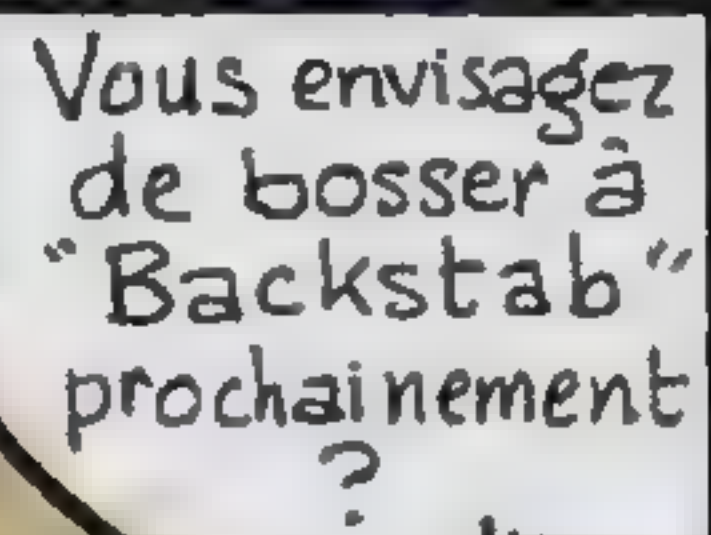 Vous envisagez
de bosser à
"Backstab"
prochainement
?